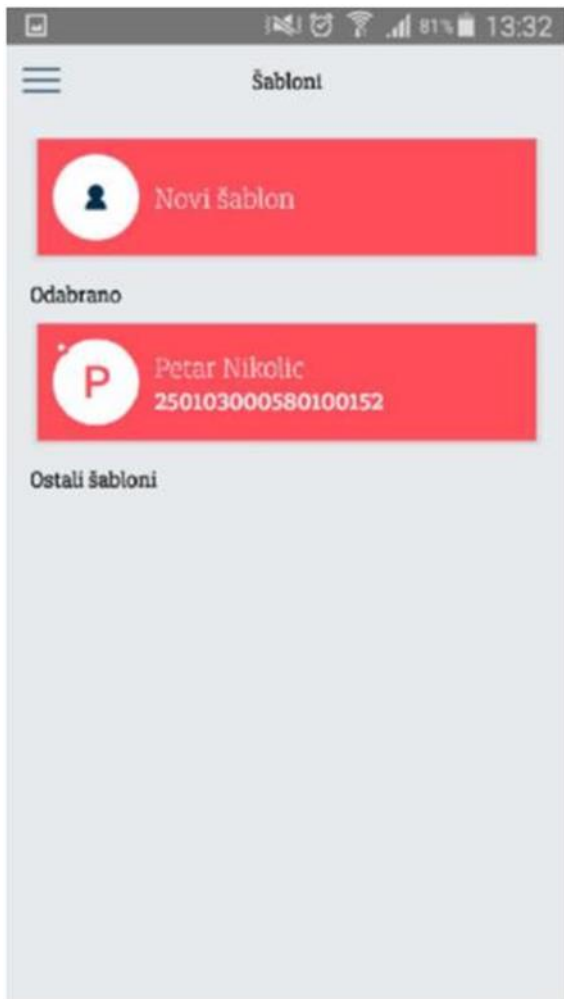 81% 13:32
Šabloni
Novi šablon
Odabrano
P
Petar Nikolic
250103000580100152
Ostali šabloni